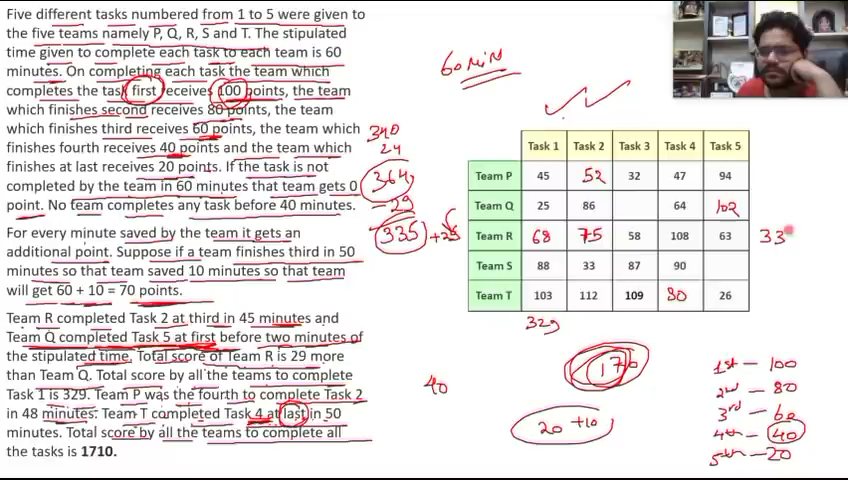 Five different tasks numbered from 1 to 5 were given to
the five teams namely P, Q, R, S and T. The stipulated
time given to complete each task to each team is 60
minutes. On completing each task the team which
completes the task first receives 100 points, the team
which finishes second receives 80 points, the team
which finishes third receives 60 points, the team which
finishes fourth receives 40 points and the team which
finishes at last receives 20 points. If the task is not
completed by the team in 60 minutes that team gets 0
point. No team completes any task before 40 minutes.
For every minute saved by the team it gets an
additional point. Suppose if a team finishes third in 50
minutes so that team saved 10 minutes so that team
will get 60 + 10 = 70 points.
Team R completed Task 2 at third in 45 minutes and
Team Q completed Task 5 at first before two minutes of
the stipulated time. Total score of Team R is 29 more
than Team Q. Total score by all the teams to complete
Task 1 is 329. Team P was the fourth to complete Task 2
in 48 minutes. Team T completed Task 4 at last in 50
minutes. Total score by all the teams to complete all
the tasks is 1710.
340
24
364
- 29
335 +25
60 min
Task 1 Task 2 Task 3 Task 4 Task 5
Team P 45 52 32 47 94
Team Q 25 86 64 102
Team R 68 75 58 108 63
Team S 88 33 87 90
Team T 103 112 109 30 26
329
33
40
20 +10
1st — 100
2nd — 80
3rd — 60
4th — 40
5th — 20